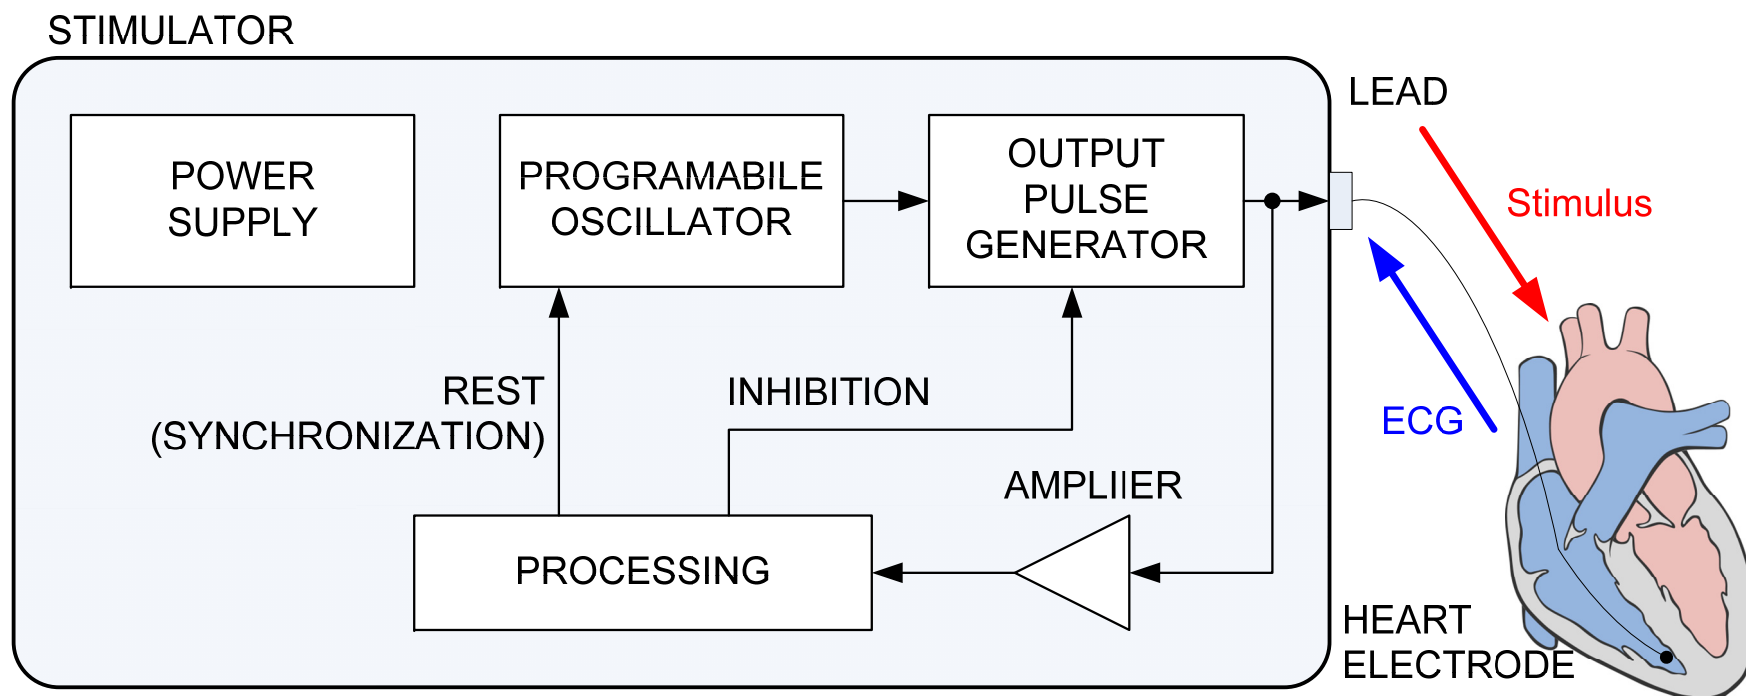 STIMULATOR
POWER
SUPPLY
PROGRAMABILE
OSCILLATOR
OUTPUT
PULSE
GENERATOR
LEAD
Stimulus
REST
(SYNCHRONIZATION)
INHIBITION
ECG
AMPLIIER
PROCESSING
HEART
ELECTRODE